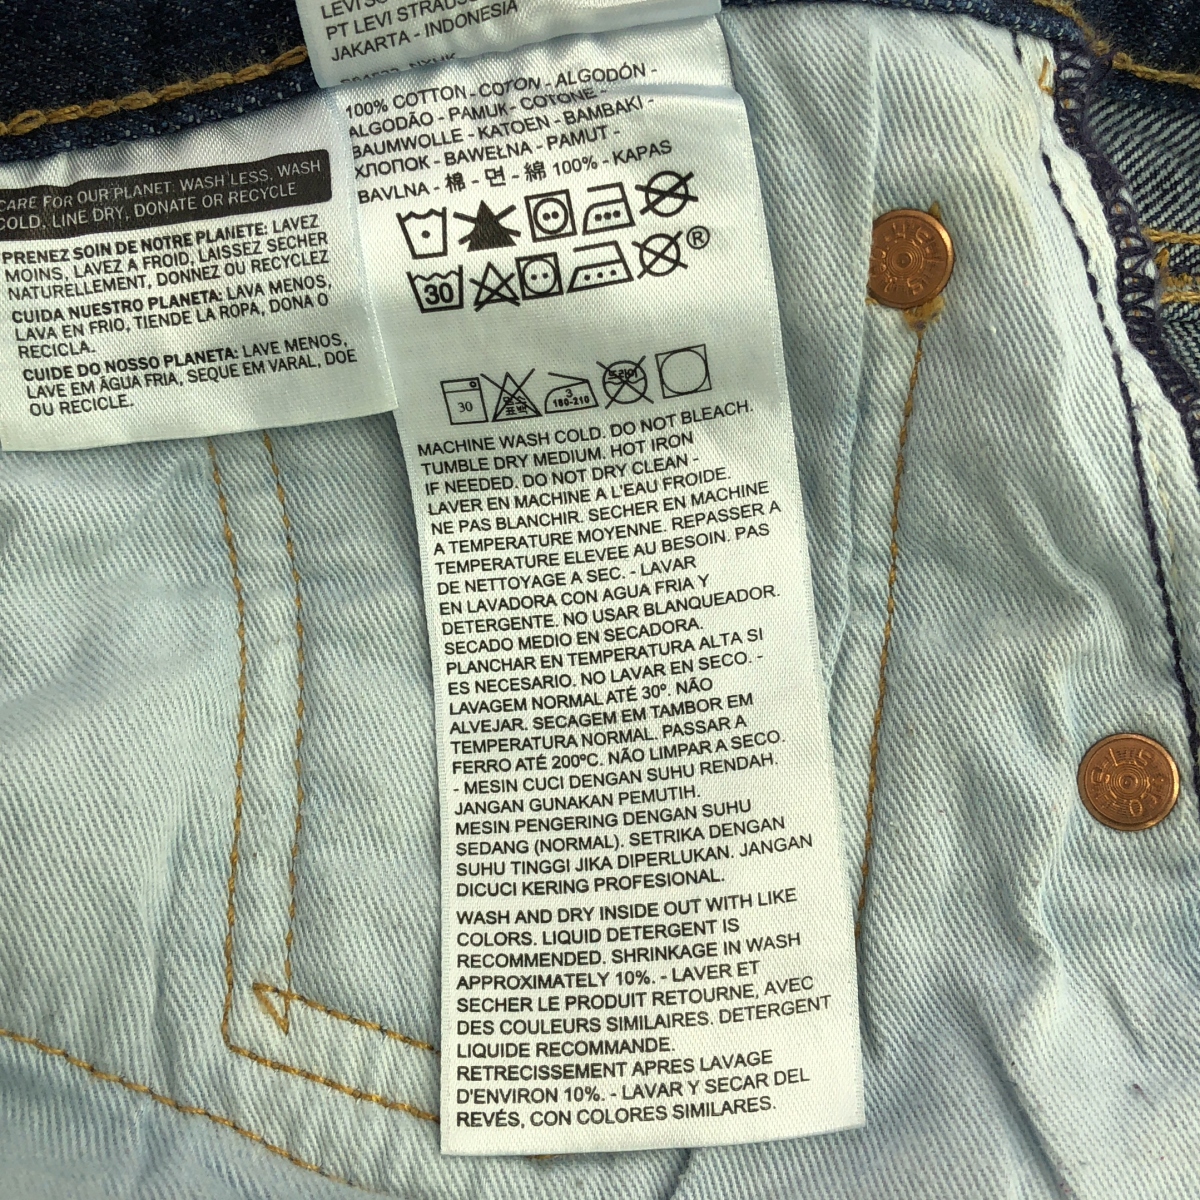 PT LEVI STRAUSS
JAKARTA - INDONESIA
100% COTTON - COTON - ALGODÓN -
ALGODÃO - PAMUK - COTONE -
BAUMWOLLE - KATOEN - BAMBAKI -
ХЛОПОК - BAWEŁNA - PAMUT -
BAVLNA - 棉 - 면 - 綿 100% - KAPAS
30
®
30
염소
표백
3
180-210
드라이
CARE FOR OUR PLANET: WASH LESS, WASH
COLD, LINE DRY, DONATE OR RECYCLE
PRENEZ SOIN DE NOTRE PLANETE: LAVEZ
MOINS, LAVEZ A FROID, LAISSEZ SECHER
NATURELLEMENT, DONNEZ OU RECYCLEZ
CUIDA NUESTRO PLANETA: LAVA MENOS,
LAVA EN FRIO, TIENDE LA ROPA, DONA O
RECICLA.
CUIDE DO NOSSO PLANETA: LAVE MENOS,
LAVE EM ÁGUA FRIA, SEQUE EM VARAL, DOE
OU RECICLE.
MACHINE WASH COLD. DO NOT BLEACH.
TUMBLE DRY MEDIUM. HOT IRON
IF NEEDED. DO NOT DRY CLEAN -
LAVER EN MACHINE A L'EAU FROIDE.
NE PAS BLANCHIR. SECHER EN MACHINE
A TEMPERATURE MOYENNE. REPASSER A
TEMPERATURE ELEVEE AU BESOIN. PAS
DE NETTOYAGE A SEC. - LAVAR
EN LAVADORA CON AGUA FRIA Y
DETERGENTE. NO USAR BLANQUEADOR.
SECADO MEDIO EN SECADORA.
PLANCHAR EN TEMPERATURA ALTA SI
ES NECESARIO. NO LAVAR EN SECO. -
LAVAGEM NORMAL ATÉ 30º. NÃO
ALVEJAR. SECAGEM EM TAMBOR EM
TEMPERATURA NORMAL. PASSAR A
FERRO ATÉ 200ºC. NÃO LIMPAR A SECO.
- MESIN CUCI DENGAN SUHU RENDAH.
JANGAN GUNAKAN PEMUTIH.
MESIN PENGERING DENGAN SUHU
SEDANG (NORMAL). SETRIKA DENGAN
SUHU TINGGI JIKA DIPERLUKAN. JANGAN
DICUCI KERING PROFESIONAL.
WASH AND DRY INSIDE OUT WITH LIKE
COLORS. LIQUID DETERGENT IS
RECOMMENDED. SHRINKAGE IN WASH
APPROXIMATELY 10%. - LAVER ET
SECHER LE PRODUIT RETOURNE, AVEC
DES COULEURS SIMILAIRES. DETERGENT
LIQUIDE RECOMMANDE.
RETRECISSEMENT APRES LAVAGE
D'ENVIRON 10%. - LAVAR Y SECAR DEL
REVÉS, CON COLORES SIMILARES.